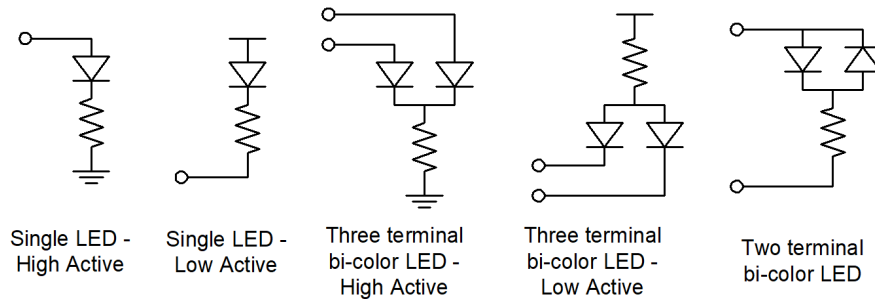 Single LED -
High Active
Single LED -
Low Active
Three terminal
bi-color LED -
High Active
Three terminal
bi-color LED -
Low Active
Two terminal
bi-color LED